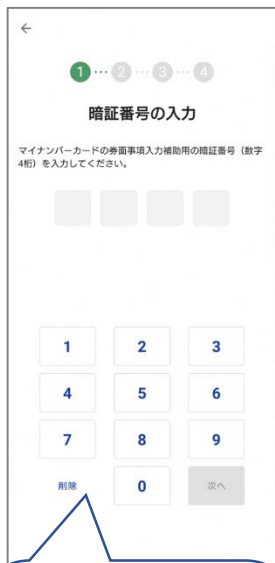 ←
1 … 2 … 3 … 4
暗証番号の入力
マイナンバーカードの券面事項入力補助用の暗証番号（数字
4桁）を入力してください。
1 2 3
4 5 6
7 8 9
削除 0 次へ